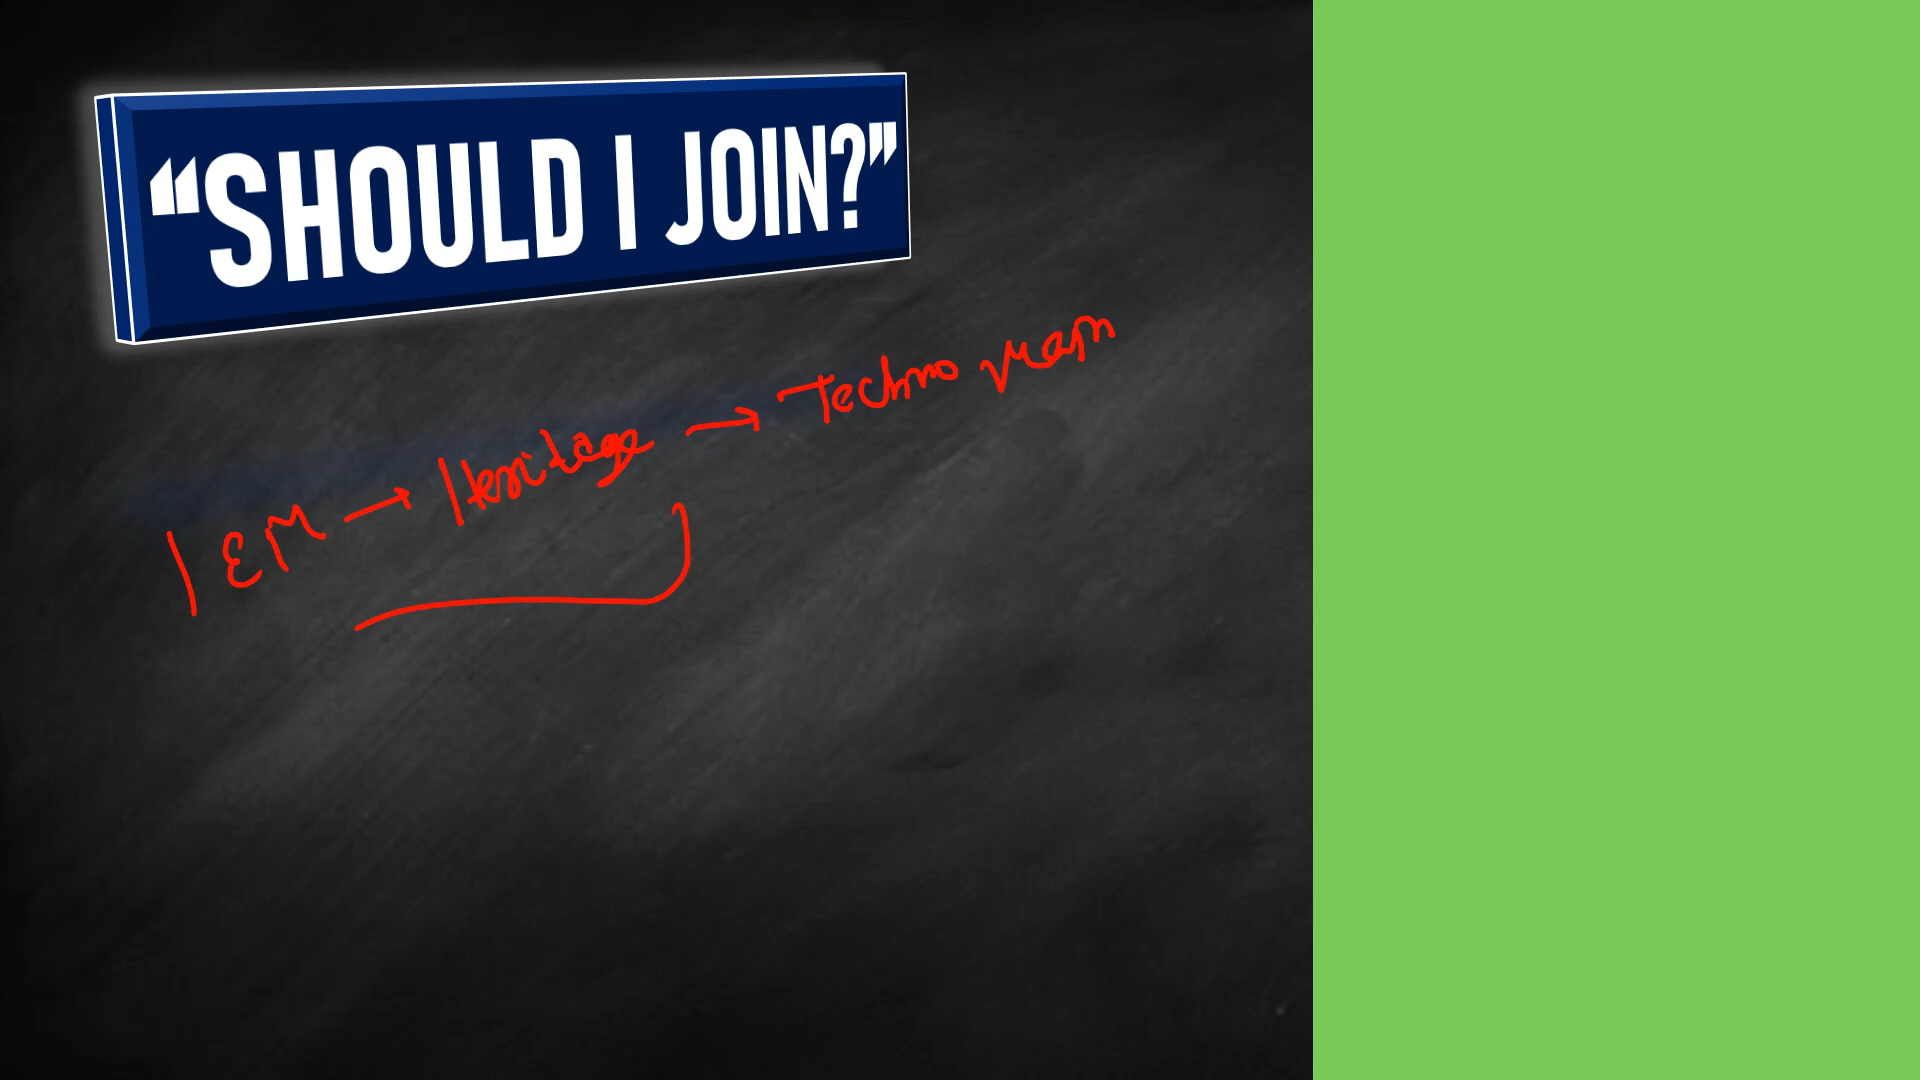 “SHOULD I JOIN?”
IEM → Heritage → Techno Main